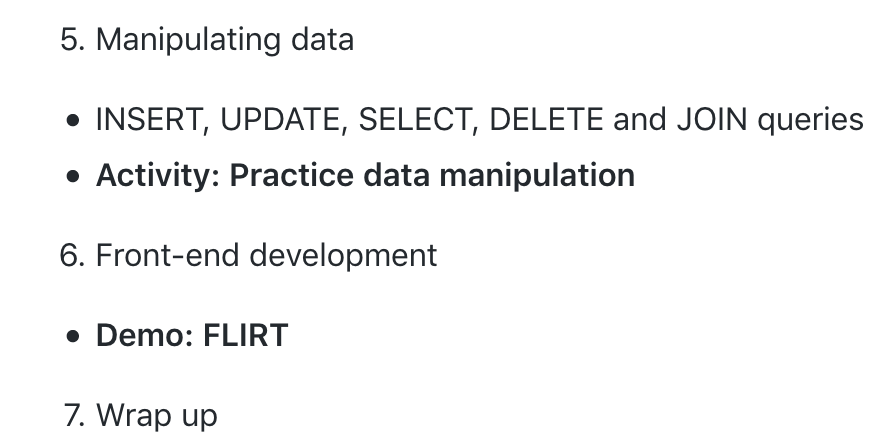 5. Manipulating data
• INSERT, UPDATE, SELECT, DELETE and JOIN queries
• Activity: Practice data manipulation
6. Front-end development
• Demo: FLIRT
7. Wrap up